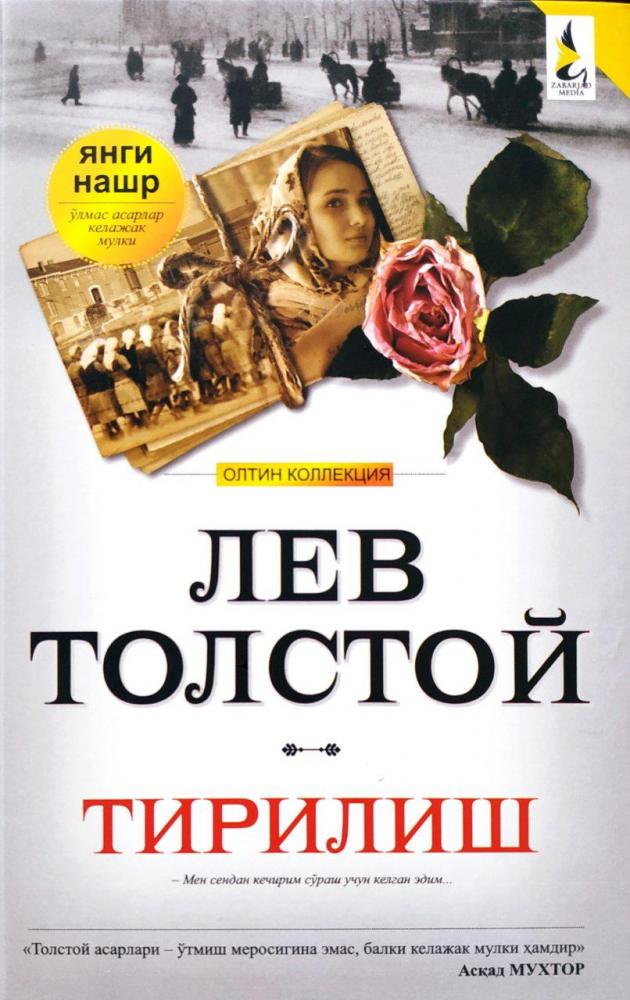 ZABARJAD
MEDIA
ЯНГИ
НАШР
ўлмас асарлар
келажак
мулки
ОЛТИН КОЛЛЕКЦИЯ
ЛЕВ
ТОЛСТОЙ
ТИРИЛИШ
– Мен сендан кечирим сўраш учун келган эдим...
«Толстой асарлари – ўтмиш меросигина эмас, балки келажак мулки ҳамдир»
Асқад МУХТОР